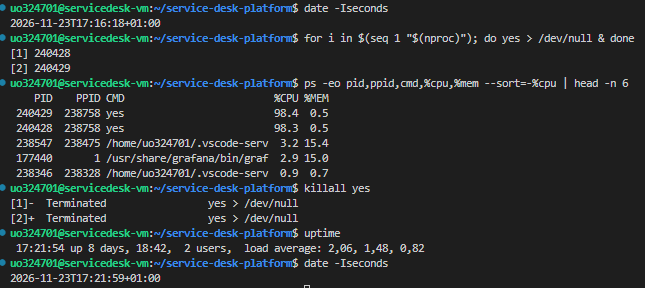 uo324701@servicedesk-vm:~/service-desk-platform$ date -Iseconds
2026-11-23T17:16:18+01:00
uo324701@servicedesk-vm:~/service-desk-platform$ for i in $(seq 1 "$(nproc)"); do yes > /dev/null & done
[1] 240428
[2] 240429
uo324701@servicedesk-vm:~/service-desk-platform$ ps -eo pid,ppid,cmd,%cpu,%mem --sort=-%cpu | head -n 6
PID PPID CMD %CPU %MEM
240429 238758 yes 98.4 0.5
240428 238758 yes 98.3 0.5
238547 238475 /home/uo324701/.vscode-serv 3.2 15.4
177440 1 /usr/share/grafana/bin/graf 2.9 15.0
238346 238328 /home/uo324701/.vscode-serv 0.9 0.7
uo324701@servicedesk-vm:~/service-desk-platform$ killall yes
[1]- Terminated yes > /dev/null
[2]+ Terminated yes > /dev/null
uo324701@servicedesk-vm:~/service-desk-platform$ uptime
17:21:54 up 8 days, 18:42, 2 users, load average: 2,06, 1,48, 0,82
uo324701@servicedesk-vm:~/service-desk-platform$ date -Iseconds
2026-11-23T17:21:59+01:00